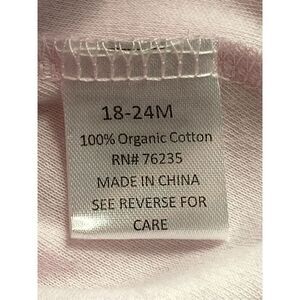 18-24M
100% Organic Cotton
RN# 76235
MADE IN CHINA
SEE REVERSE FOR
CARE